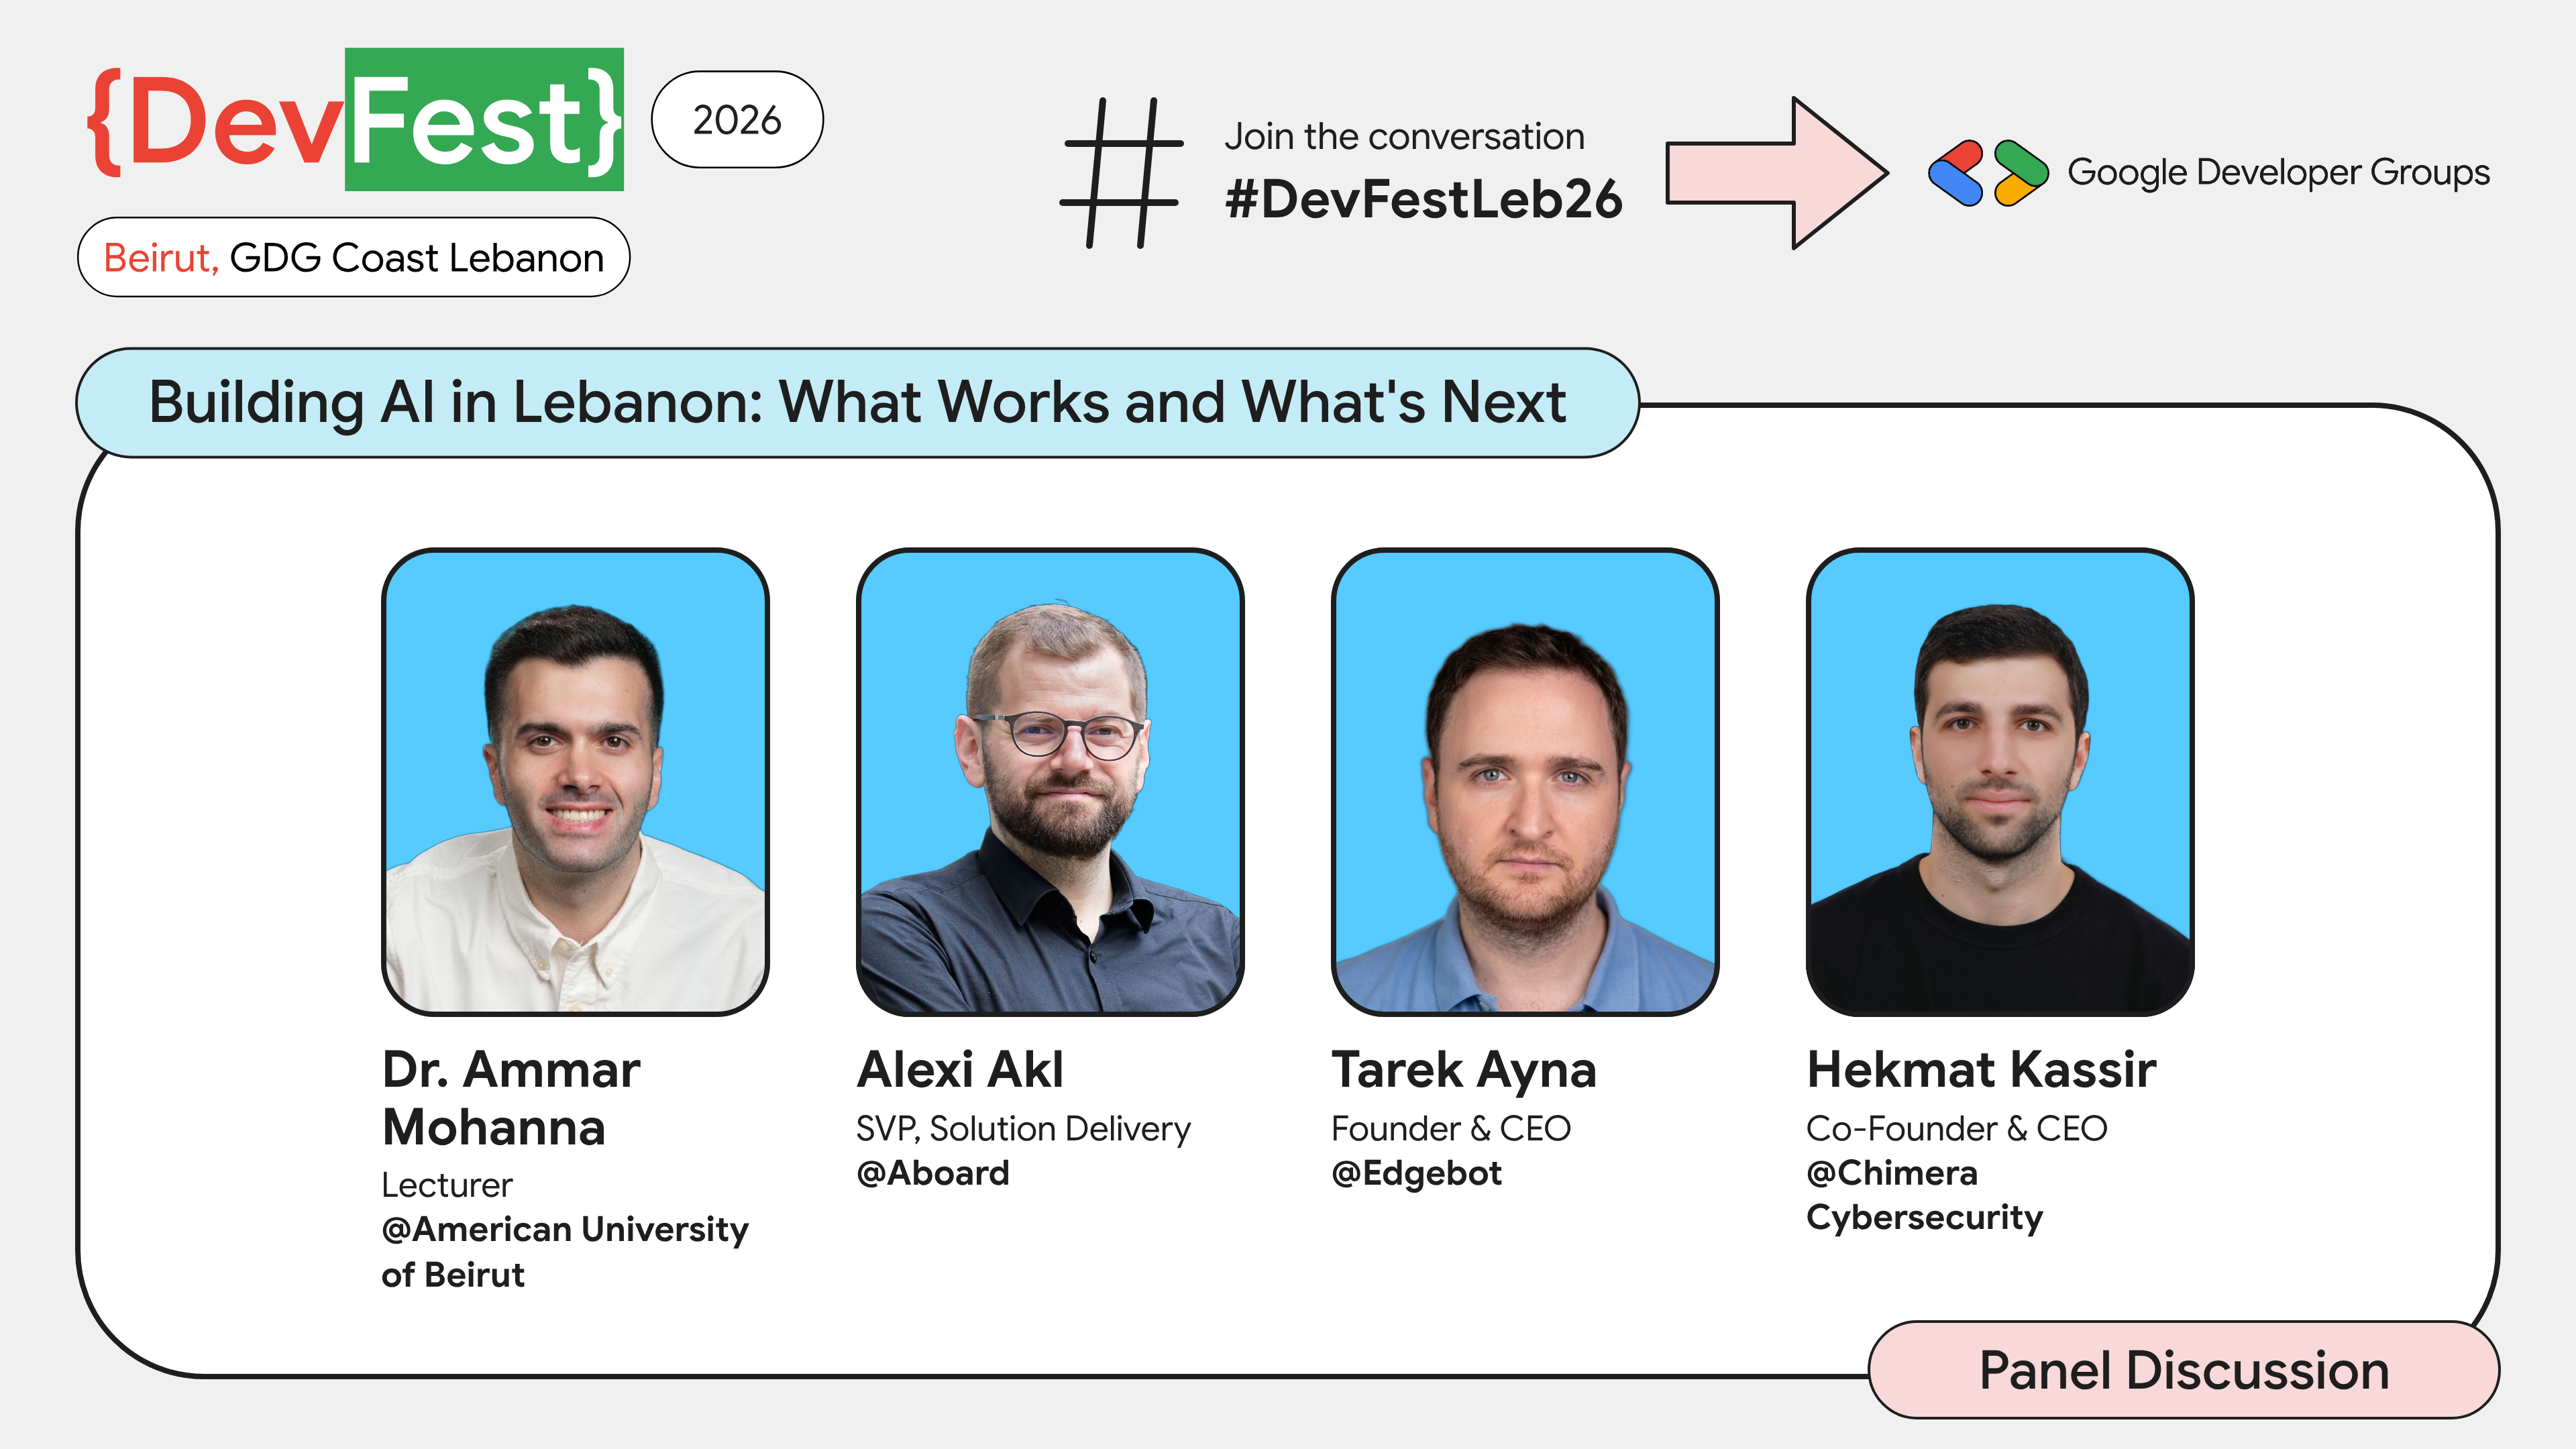 {DevFest}
2026
Beirut, GDG Coast Lebanon
Join the conversation
#DevFestLeb26
Google Developer Groups
Building AI in Lebanon: What Works and What's Next
Dr. Ammar
Mohanna
Lecturer
@American University
of Beirut
Alexi Akl
SVP, Solution Delivery
@Aboard
Tarek Ayna
Founder & CEO
@Edgebot
Hekmat Kassir
Co-Founder & CEO
@Chimera
Cybersecurity
Panel Discussion